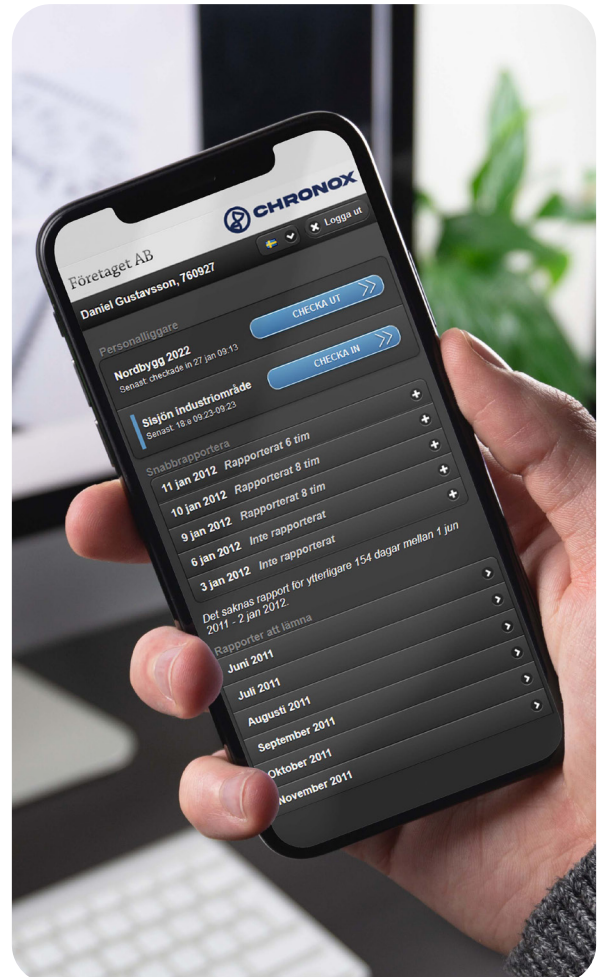 CHRONOX
Företaget AB
Logga ut
Daniel Gustavsson, 760927
Personalliggare
Nordbygg 2022
Senast: checkade in 27 jan 09:13
CHECKA UT
Sisjön industriområde
Senast: 18:e 09:23-09:23
CHECKA IN
Snabbrapportera
11 jan 2012 Rapporterat 6 tim
10 jan 2012 Rapporterat 8 tim
9 jan 2012 Rapporterat 8 tim
6 jan 2012 Inte rapporterat
3 jan 2012 Inte rapporterat
Det saknas rapport för ytterligare 154 dagar mellan 1 jun
2011 - 2 jan 2012.
Rapporter att lämna
Juni 2011
Juli 2011
Augusti 2011
September 2011
Oktober 2011
November 2011